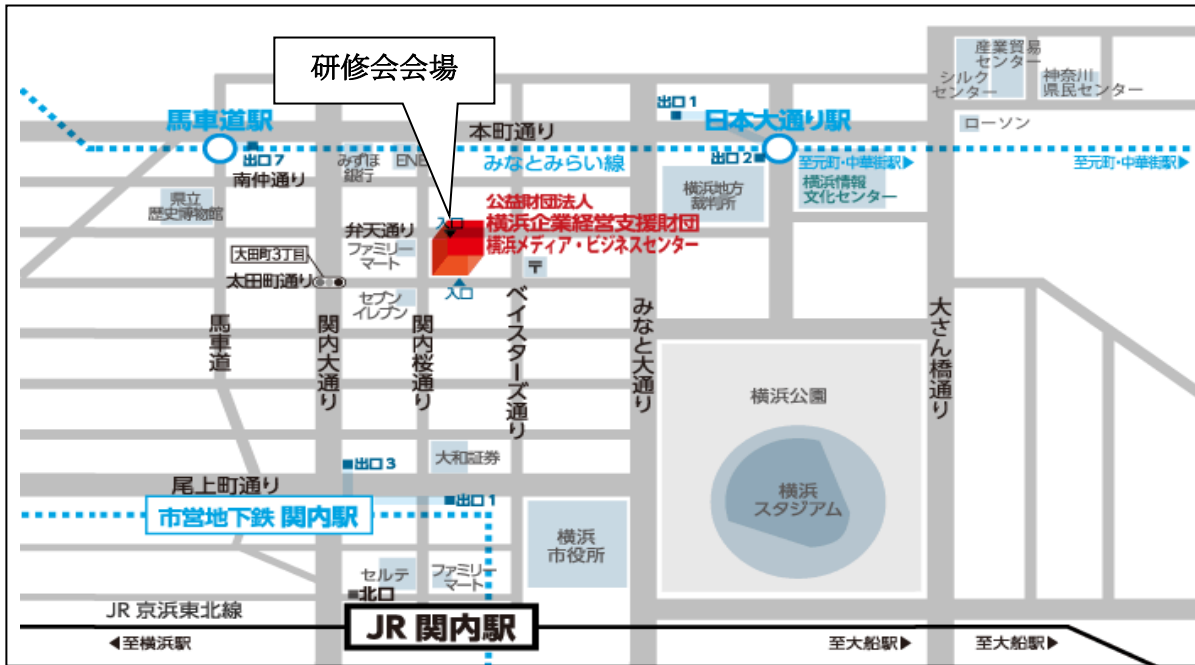 研修会会場
産業貿易
センター
シルク
センター
神奈川
県民センター
ローソン
出口1
馬車道駅
本町通り
日本大通り駅
出口7
みずほ
銀行
ENE
みなとみらい線
出口2
至元町・中華街駅▶
至元町・中華街駅▶
南仲通り
横浜地方
裁判所
横浜情報
文化センター
県立
歴史博物館
公益財団法人
横浜企業経営支援財団
横浜メディア・ビジネスセンター
入口
弁天通り
ファミリー
マート
〒
大田町3丁目
太田町通り
セブン
イレブン
入口
馬車道
関内大通り
関内桜通り
ベイスターズ通り
みなと大通り
大さん橋通り
横浜公園
出口3
大和証券
尾上町通り
出口1
横浜
スタジアム
市営地下鉄 関内駅
横浜
市役所
セルテ
ファミリー
マート
北口
JR 京浜東北線
JR 関内駅
◀至横浜駅
至大船駅▶
至大船駅▶